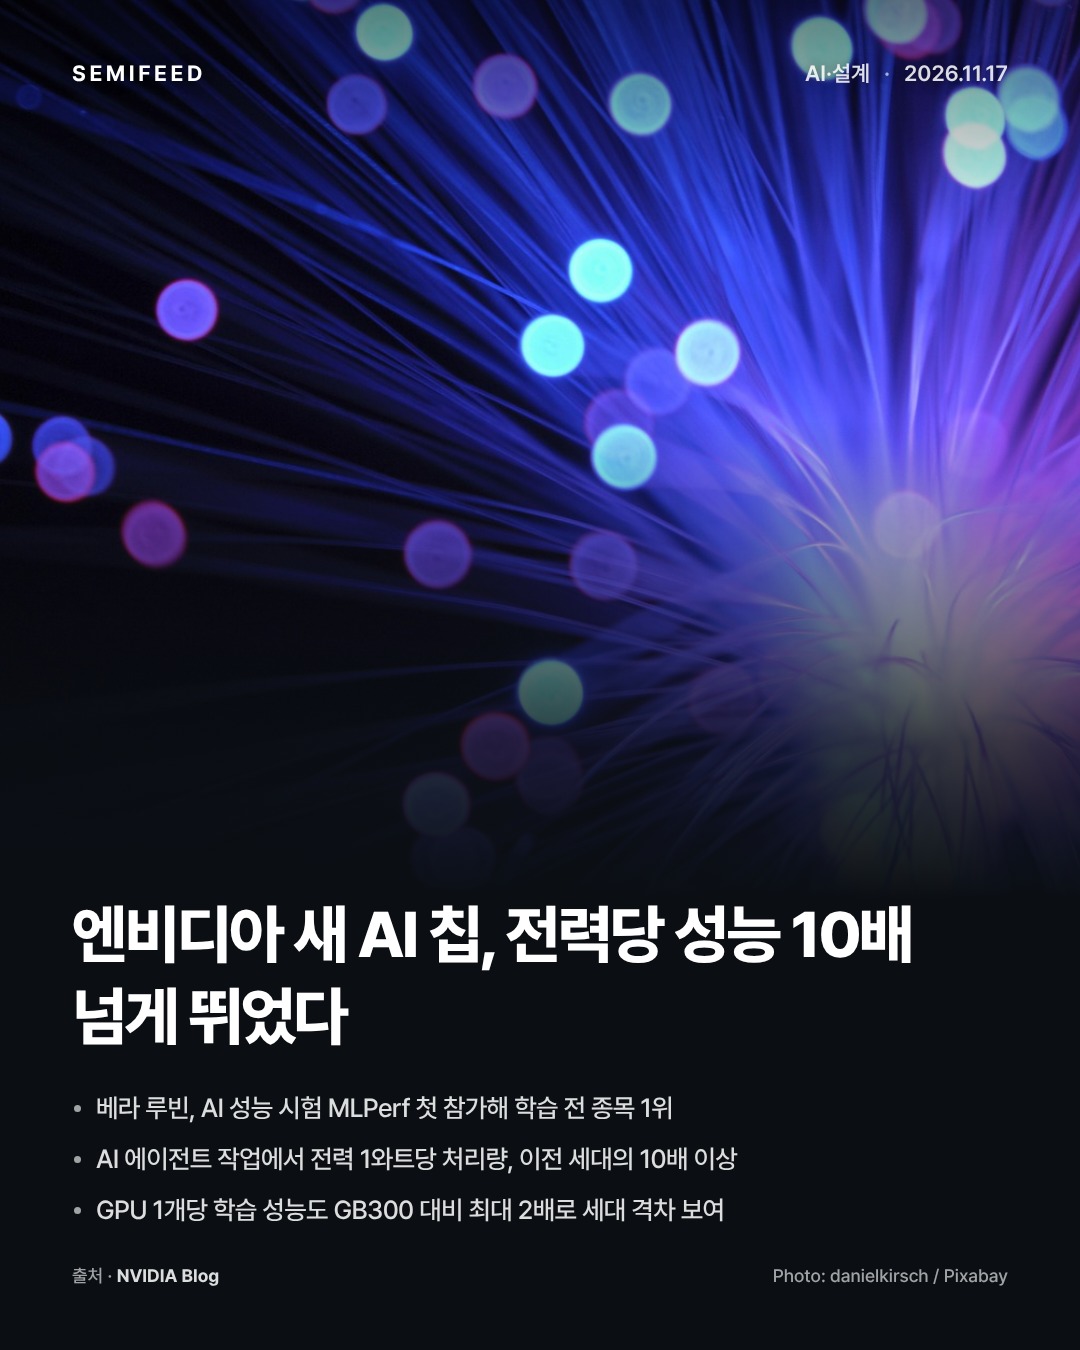 SEMIFEED
AI·설계 · 2026.11.17
엔비디아 새 AI 칩, 전력당 성능 10배
넘게 뛰었다
• 베라 루빈, AI 성능 시험 MLPerf 첫 참가해 학습 전 종목 1위
• AI 에이전트 작업에서 전력 1와트당 처리량, 이전 세대의 10배 이상
• GPU 1개당 학습 성능도 GB300 대비 최대 2배로 세대 격차 보여
출처 · NVIDIA Blog
Photo: danielkirsch / Pixabay